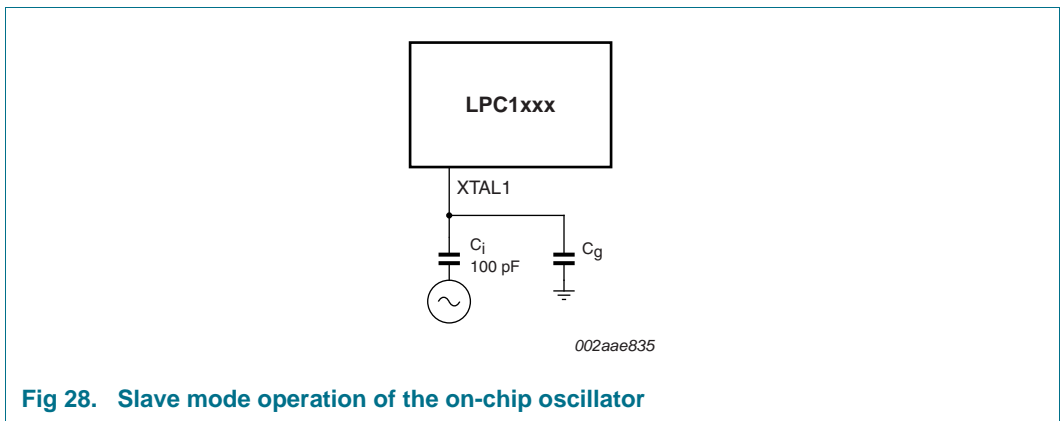 LPC1xxx
XTAL1
Ci
100 pF
Cg
002aae835
Fig 28. Slave mode operation of the on-chip oscillator